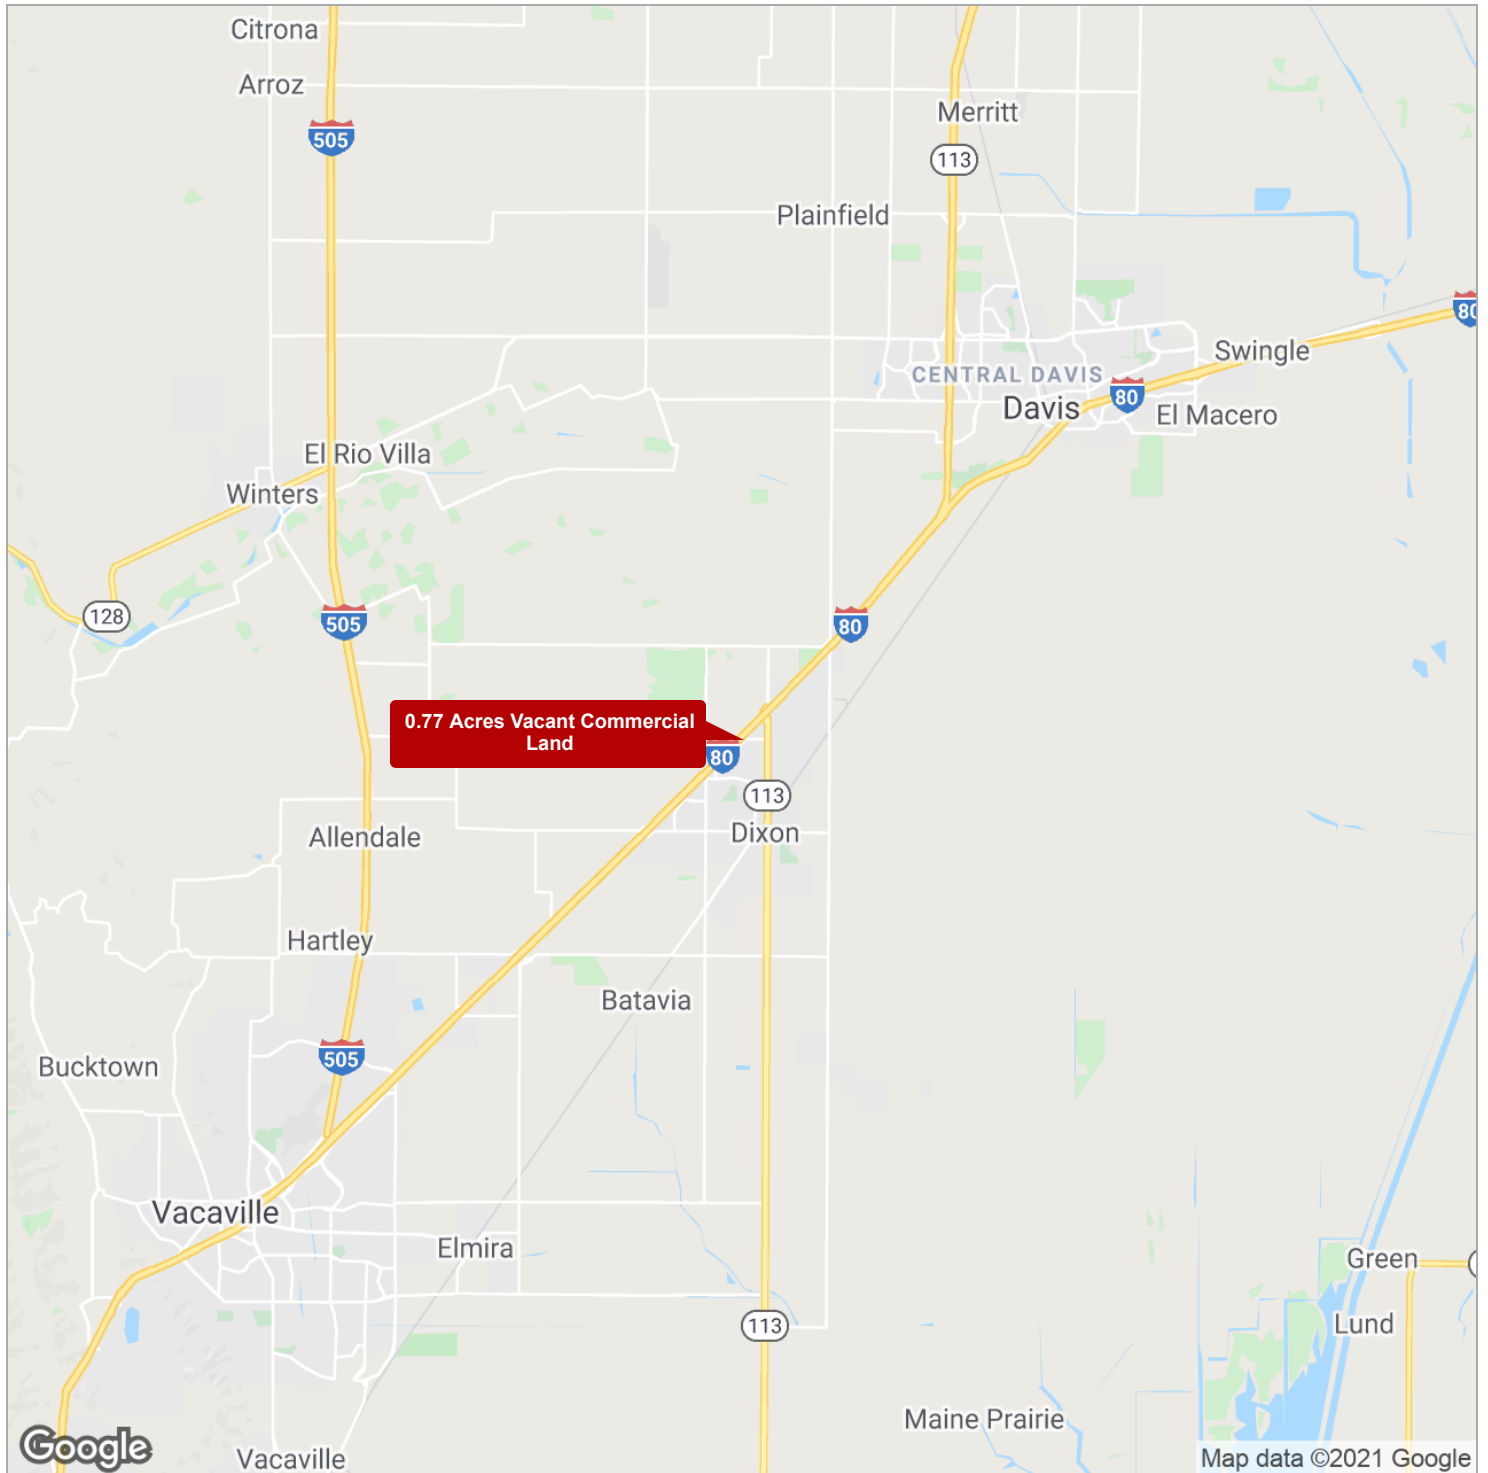 Citrona
Arroz
505
Merritt
113
Plainfield
80
Swingle
CENTRAL DAVIS
80
Davis
El Macero
El Rio Villa
Winters
128
505
80
0.77 Acres Vacant Commercial
Land
80
113
Dixon
Allendale
Hartley
Batavia
505
Bucktown
Vacaville
Elmira
Green
Lund
113
Maine Prairie
Google
Vacaville
Map data ©2021 Google